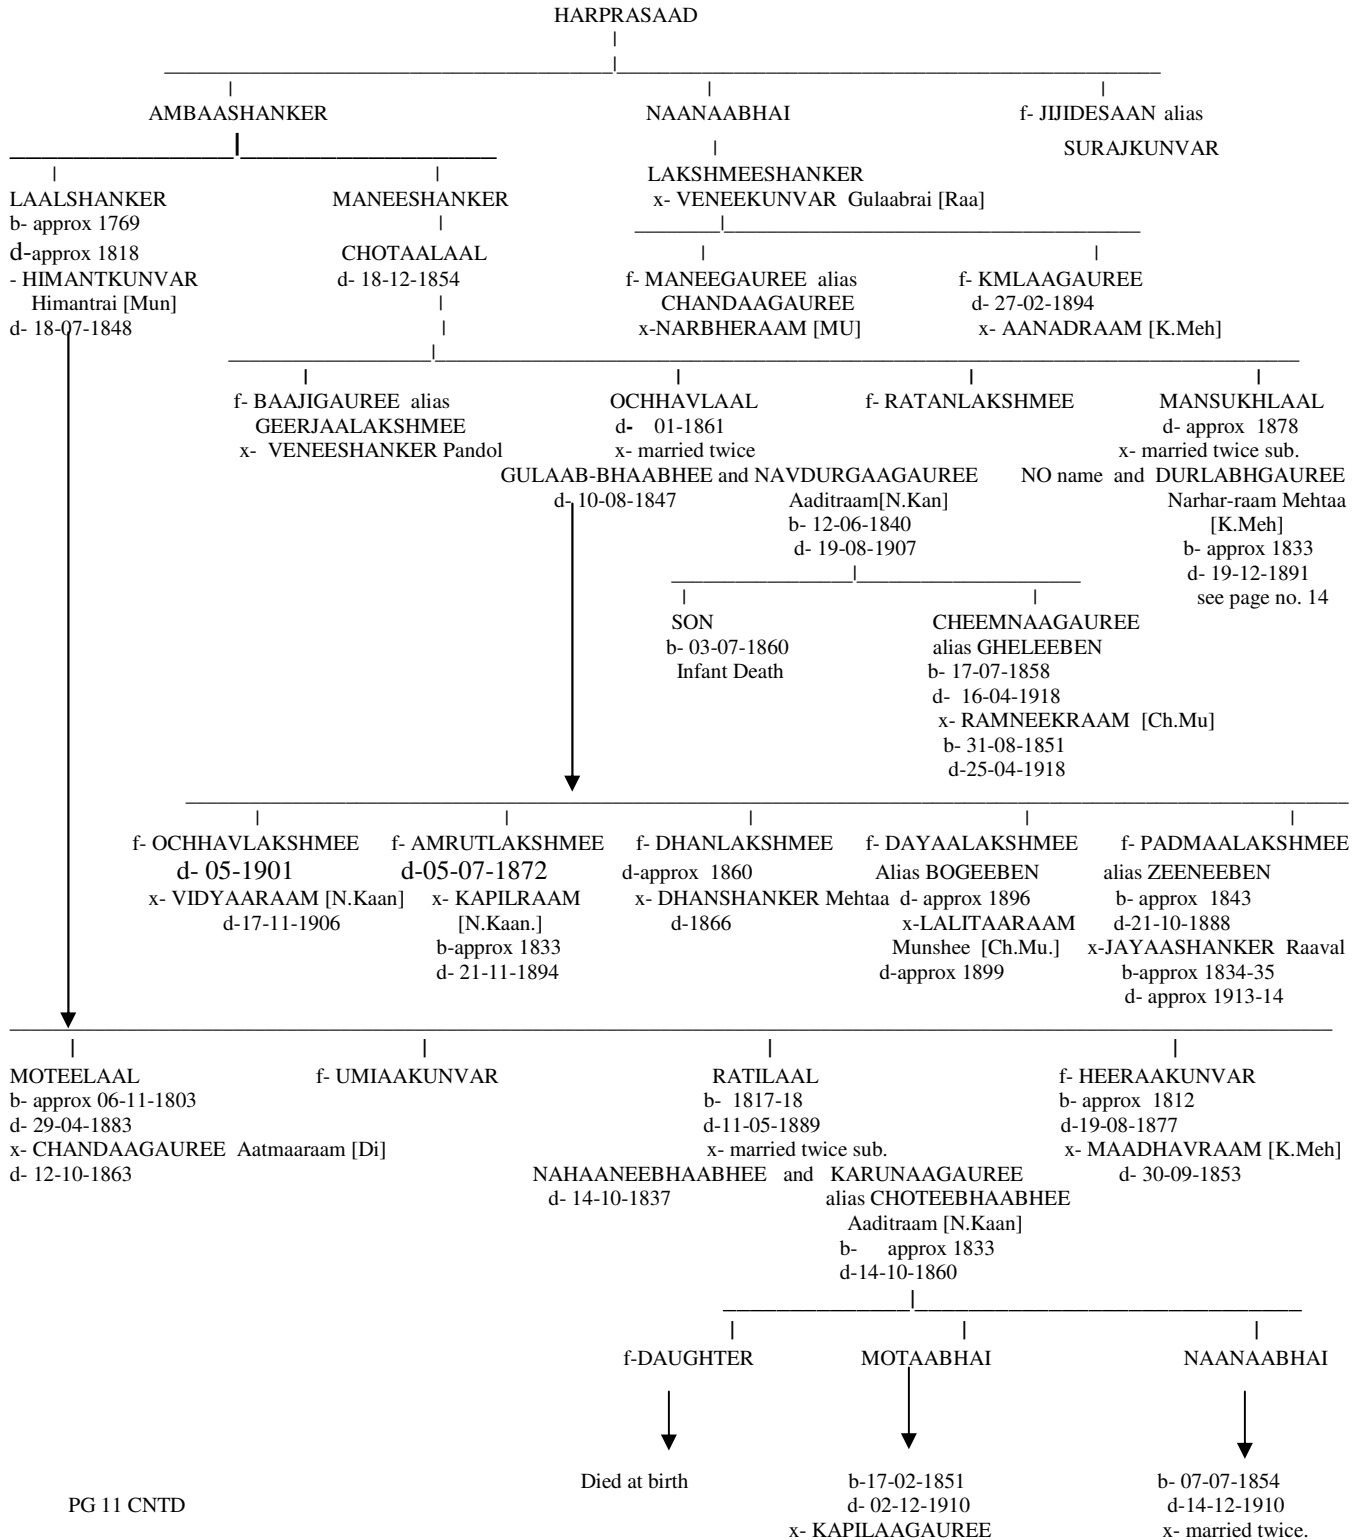 HARPRASAAD
AMBAASHANKER NAANAABHAI f- JIJIDESAAN alias
SURAJKUNVAR
LAALSHANKER MANEESHANKER LAKSHMEESHANKER
b- approx 1769 x- VENEEKUNVAR Gulaabrai [Raa]
d-approx 1818 CHOTAALAAL
- HIMANTKUNVAR d- 18-12-1854 f- MANEEGAUREE alias f- KMLAAGAUREE
Himantrai [Mun] CHANDAAGAUREE d- 27-02-1894
d- 18-07-1848 x-NARBHERAAM [MU] x- AANADRAAM [K.Meh]
f- BAAJIGAUREE alias OCHHAVLAAL f- RATANLAKSHMEE MANSUKHLAAL
GEERJAALAKSHMEE d- 01-1861 d- approx 1878
x- VENEESHANKER Pandol x- married twice x- married twice sub.
GULAAB-BHAABHEE and NAVDURGAAGAUREE NO name and DURLABHGAUREE
d- 10-08-1847 Aaditraam[N.Kan] Narhar-raam Mehtaa
b- 12-06-1840 [K.Meh]
d- 19-08-1907 b- approx 1833
d- 19-12-1891
see page no. 14
SON CHEEMNAAGAUREE
b- 03-07-1860 alias GHELEEBEN
Infant Death b- 17-07-1858
d- 16-04-1918
x- RAMNEEKRAAM [Ch.Mu]
b- 31-08-1851
d-25-04-1918
f- OCHHAVLAKSHMEE f- AMRUTLAKSHMEE f- DHANLAKSHMEE f- DAYAALAKSHMEE f- PADMAALAKSHMEE
d- 05-1901 d-05-07-1872 d-approx 1860 Alias BOGEEBEN alias ZEENEEBEN
x- VIDYAARAAM [N.Kaan] x- KAPILRAAM x- DHANSHANKER Mehtaa d- approx 1896 b- approx 1843
d-17-11-1906 [N.Kaan.] d-1866 x-LALITAARAAM d-21-10-1888
b-approx 1833 Munshee [Ch.Mu.] x-JAYAASHANKER Raaval
d- 21-11-1894 d-approx 1899 b-approx 1834-35
d- approx 1913-14
MOTEELAAL f- UMIAAKUNVAR RATILAAL f- HEERAAKUNVAR
b- approx 06-11-1803 b- 1817-18 b- approx 1812
d- 29-04-1883 d-11-05-1889 d-19-08-1877
x- CHANDAAGAUREE Aatmaaraam [Di] x- married twice sub. x- MAADHAVRAAM [K.Meh]
d- 12-10-1863 NAHAANEEBHAABHEE and KARUNAAGAUREE d- 30-09-1853
d- 14-10-1837 alias CHOTEEBHAABHEE
Aaditraam [N.Kaan]
b- approx 1833
d-14-10-1860
f-DAUGHTER MOTAABHAI NAANAABHAI
Died at birth b-17-02-1851 b- 07-07-1854
PG 11 CNTD d- 02-12-1910 d-14-12-1910
x- KAPILAAGAUREE x- married twice.